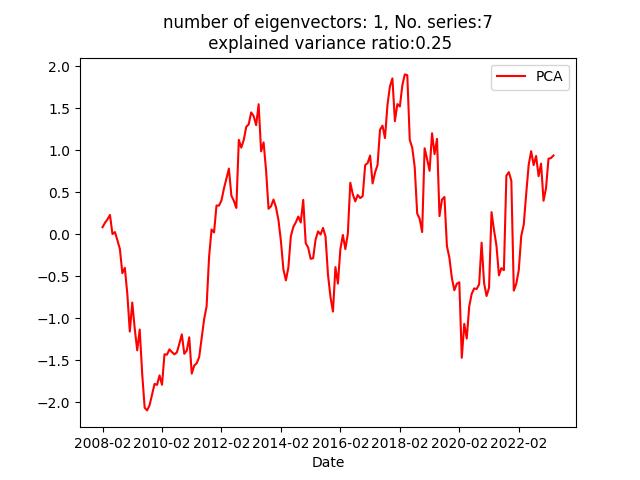 number of eigenvectors: 1, No. series:7
explained variance ratio:0.25
PCA
2.0
1.5
1.0
0.5
0.0
−0.5
−1.0
−1.5
−2.0
2008-02 2010-02 2012-02 2014-02 2016-02 2018-02 2020-02 2022-02
Date